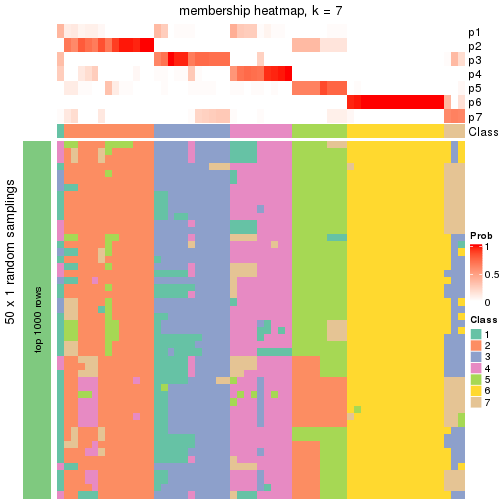 membership heatmap, k = 7
p1
p2
p3
p4
p5
p6
p7
Class
50 x 1 random samplings
top 1000 rows
Prob
1
0.5
0
Class
1
2
3
4
5
6
7